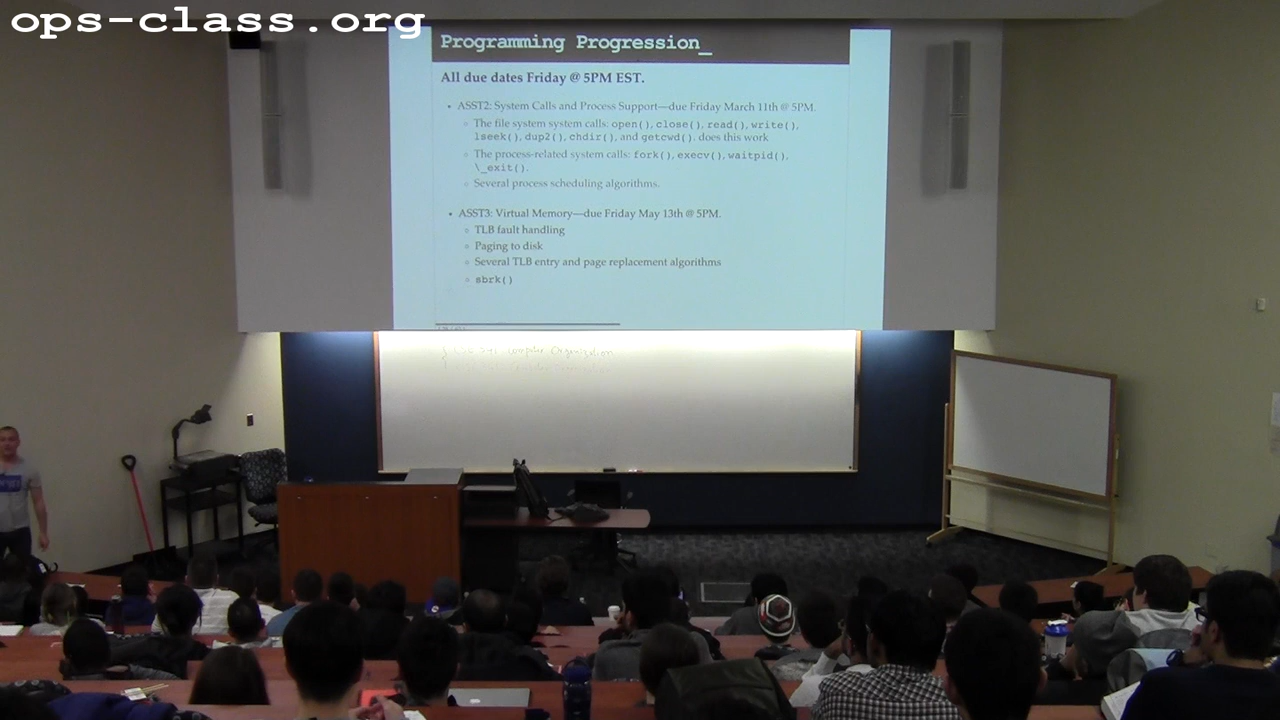 ops-class.org
Programming Progression_
All due dates Friday @ 5PM EST.
• ASST2: System Calls and Process Support—due Friday March 11th @ 5PM.
◦ The file system system calls: open(), close(), read(), write(),
lseek(), dup2(), chdir(), and getcwd(). does this work
◦ The process-related system calls: fork(), execv(), waitpid(),
\_exit().
◦ Several process scheduling algorithms.
• ASST3: Virtual Memory—due Friday May 13th @ 5PM.
◦ TLB fault handling
◦ Paging to disk
◦ Several TLB entry and page replacement algorithms
◦ sbrk()
Computer Organization